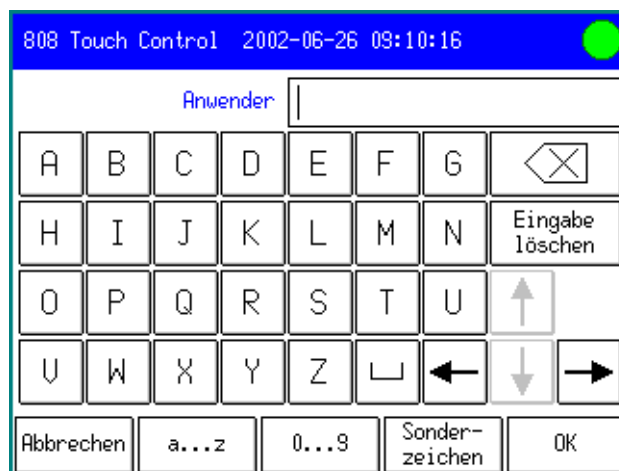 808 Touch Control 2002-06-26 09:10:16
Anwender
A B C D E F G
H I J K L M N Eingabe
löschen
O P Q R S T U
V W X Y Z
Abbrechen a...z 0...9 Sonder-
zeichen OK